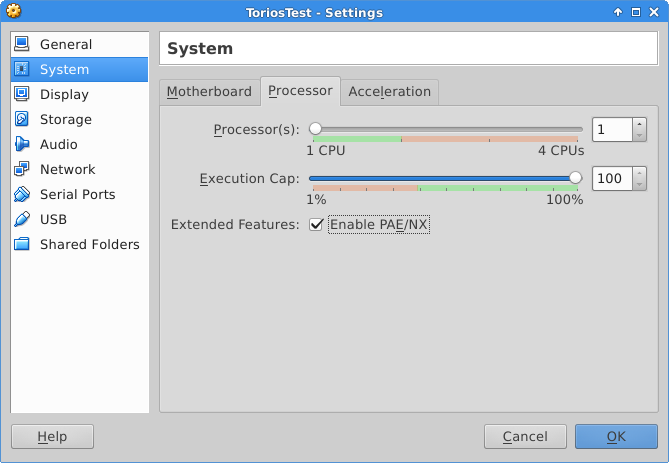 ToriosTest - Settings
General
System
Display
Storage
Audio
Network
Serial Ports
USB
Shared Folders
System
Motherboard Processor Acceleration
Processor(s): 1
1 CPU 4 CPUs
Execution Cap: 100
1% 100%
Extended Features: Enable PAE/NX
Help Cancel OK